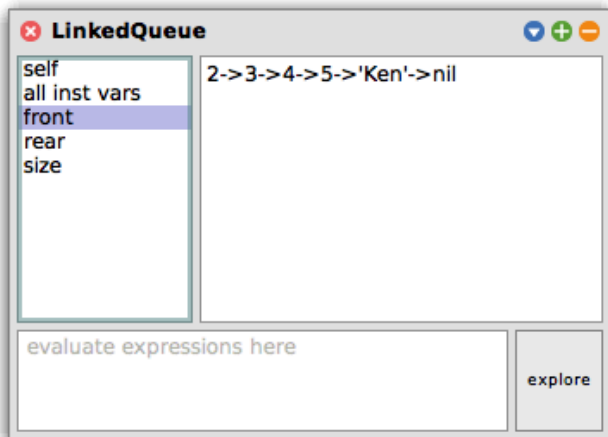 LinkedQueue
self
all inst vars
front
rear
size
2->3->4->5->'Ken'->nil
evaluate expressions here
explore